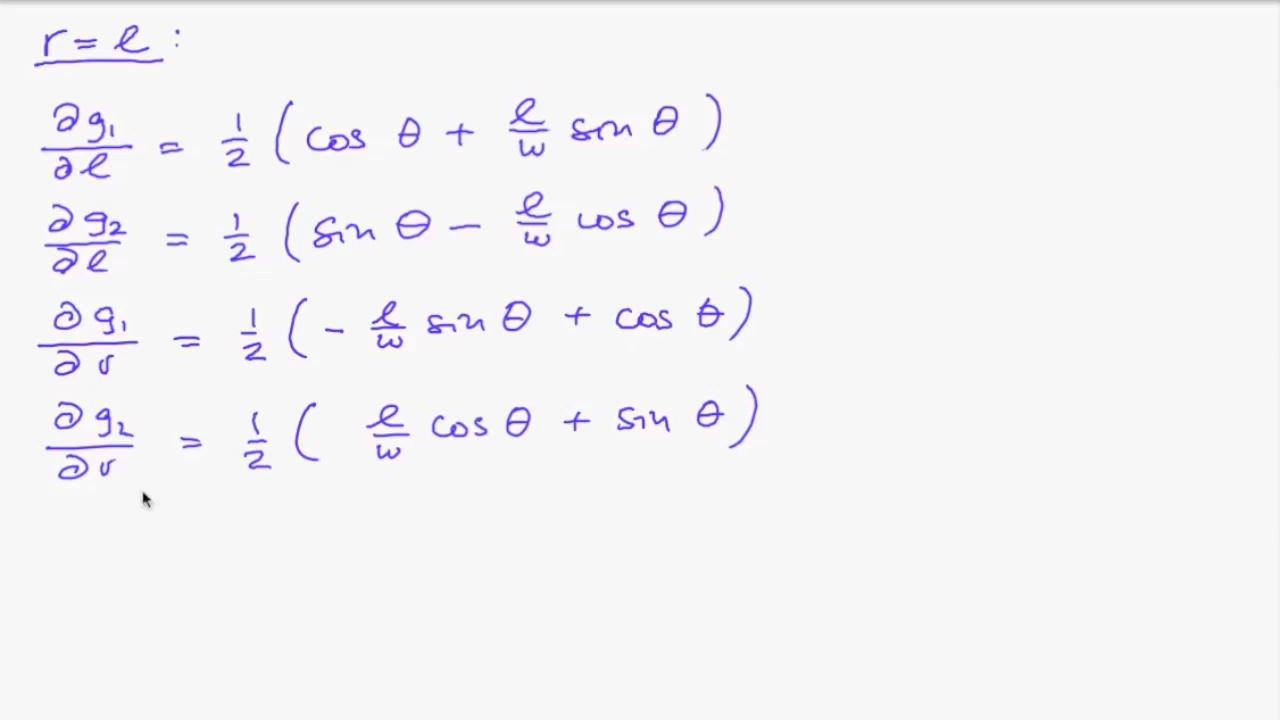 r = l :
∂g₁/∂l = 1/2 ( cos θ + l/w sin θ )
∂g₂/∂l = 1/2 ( sin θ − l/w cos θ )
∂g₁/∂r = 1/2 ( − l/w sin θ + cos θ )
∂g₂/∂r = 1/2 ( l/w cos θ + sin θ )